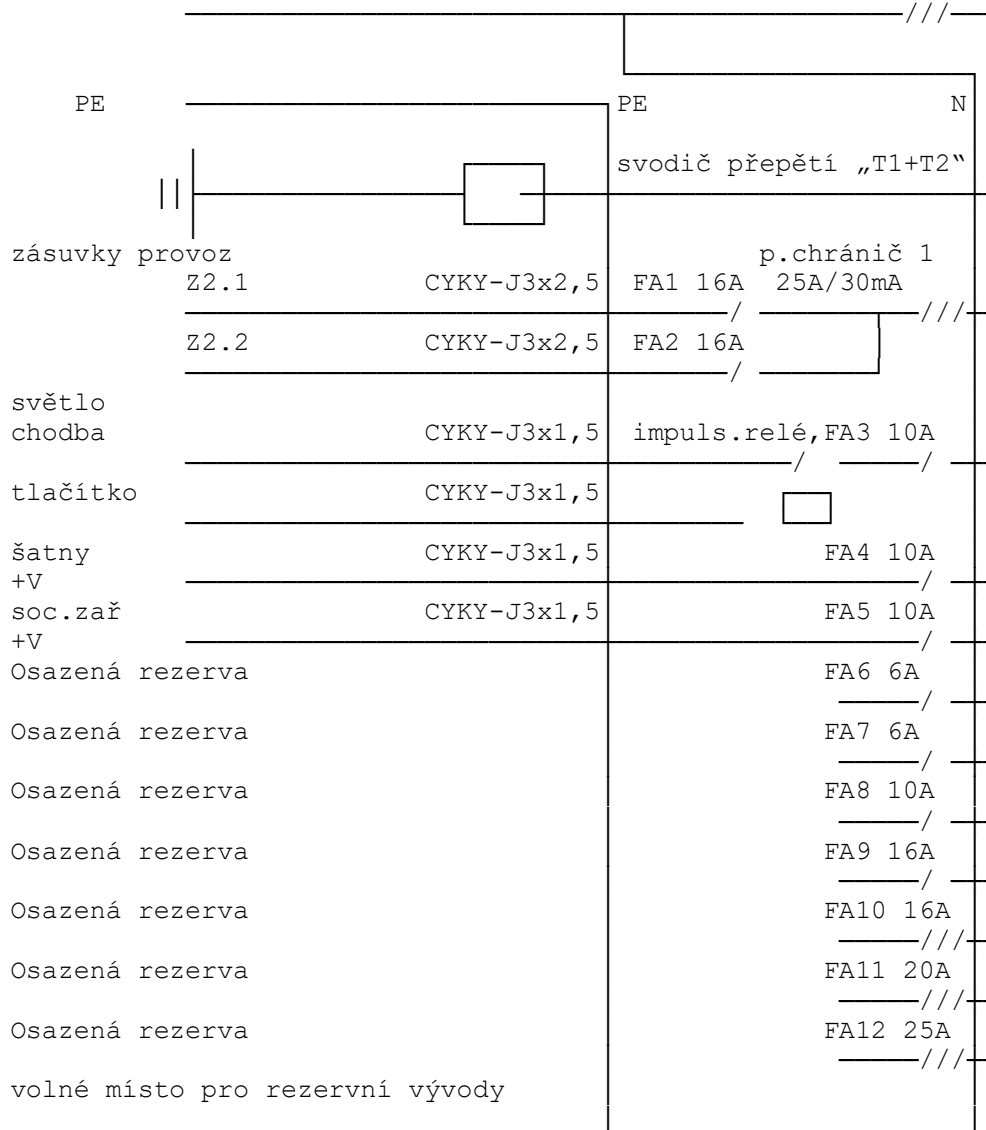 PE PE N
svodič přepětí „T1+T2“
zásuvky provoz p.chránič 1
Z2.1 CYKY-J3x2,5 FA1 16A 25A/30mA
Z2.2 CYKY-J3x2,5 FA2 16A
světlo
chodba CYKY-J3x1,5 impuls.relé,FA3 10A
tlačítko CYKY-J3x1,5
šatny CYKY-J3x1,5 FA4 10A
+V
soc.zař CYKY-J3x1,5 FA5 10A
+V
Osazená rezerva FA6 6A
Osazená rezerva FA7 6A
Osazená rezerva FA8 10A
Osazená rezerva FA9 16A
Osazená rezerva FA10 16A
Osazená rezerva FA11 20A
Osazená rezerva FA12 25A
volné místo pro rezervní vývody